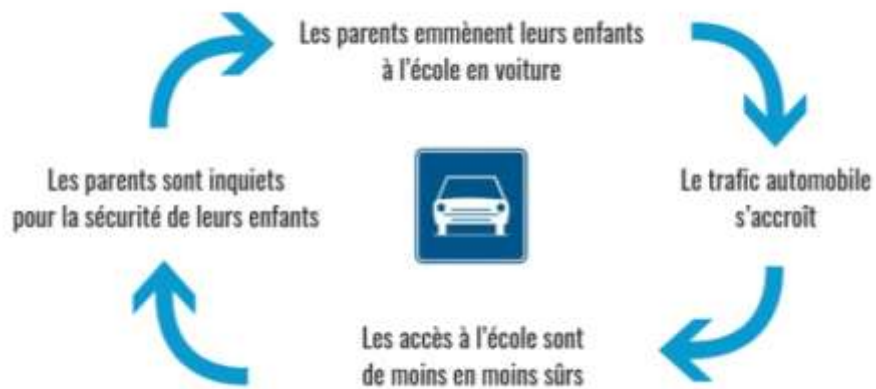 Les parents emmènent leurs enfants
à l'école en voiture
Le trafic automobile
s'accroît
Les accès à l'école sont
de moins en moins sûrs
Les parents sont inquiets
pour la sécurité de leurs enfants